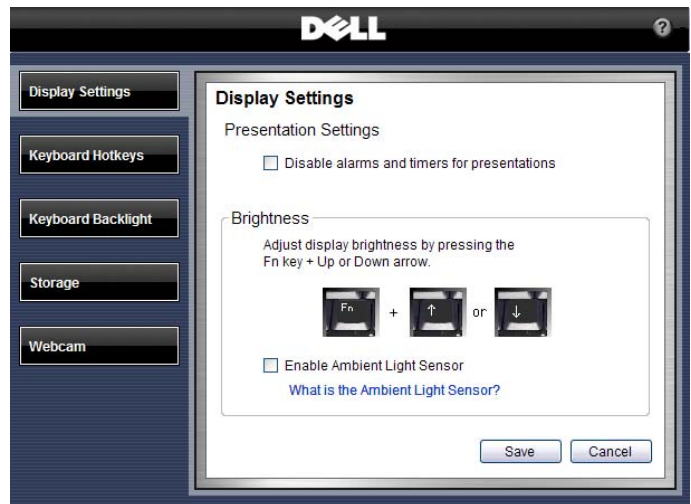 DELL
?
Display Settings
Keyboard Hotkeys
Keyboard Backlight
Storage
Webcam
Display Settings
Presentation Settings
Disable alarms and timers for presentations
Brightness
Adjust display brightness by pressing the
Fn key + Up or Down arrow.
Fn + ↑ or ↓
Enable Ambient Light Sensor
What is the Ambient Light Sensor?
Save Cancel